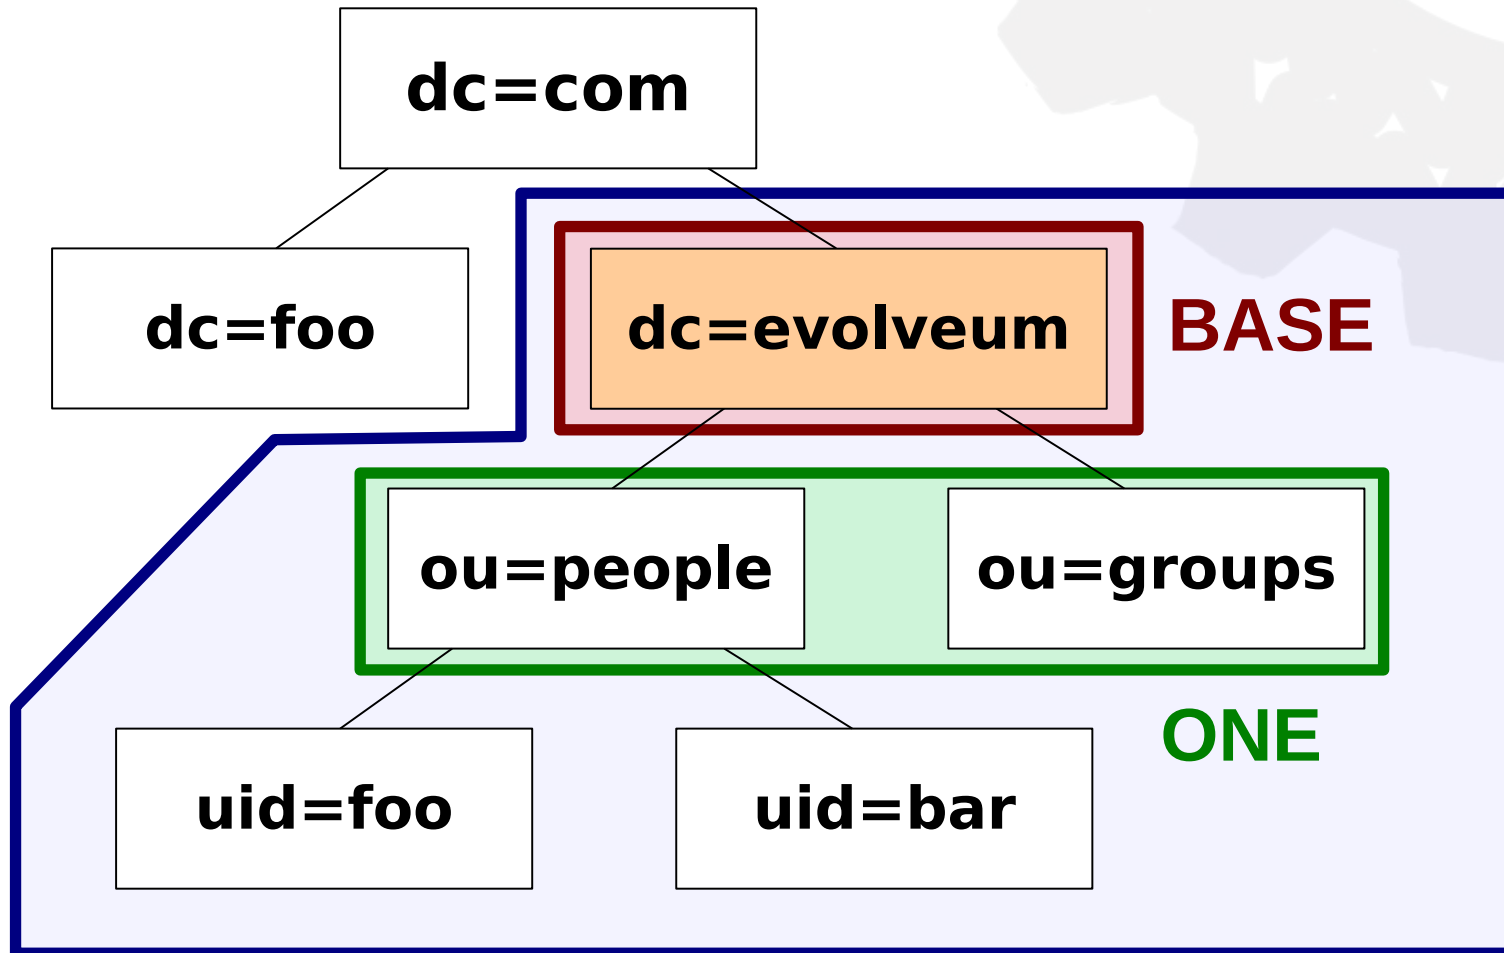 dc=com
dc=foo
dc=evolveum
BASE
ou=people
ou=groups
ONE
uid=foo
uid=bar